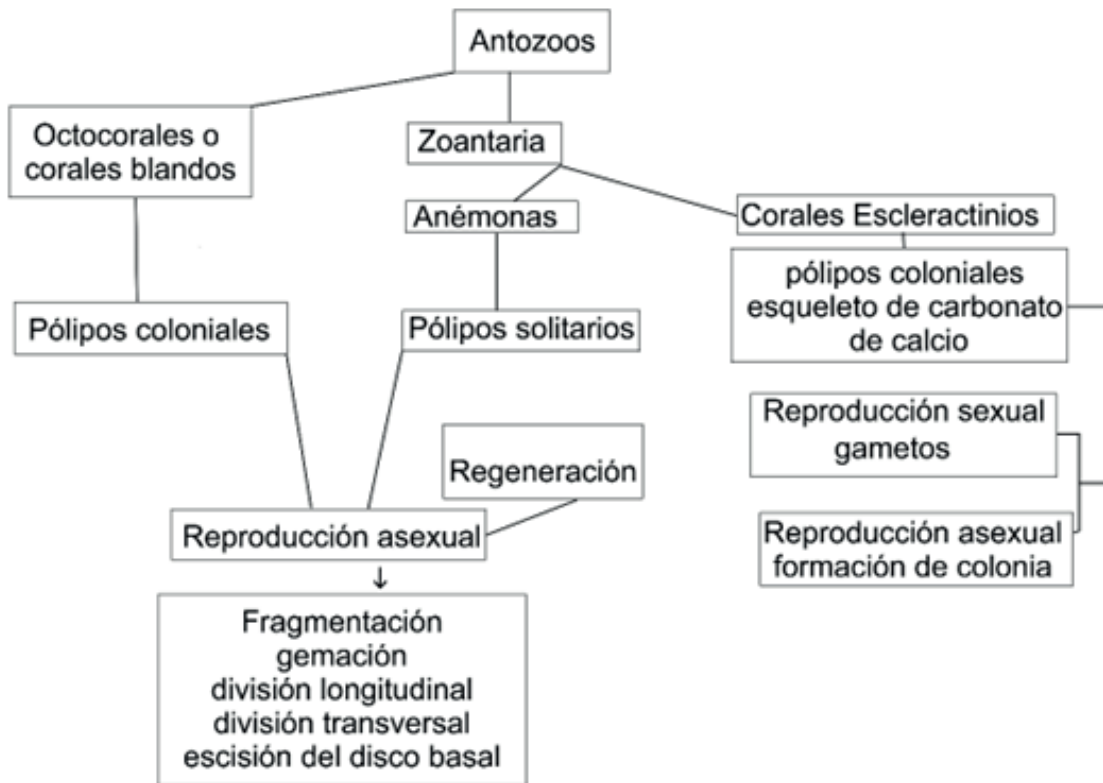 Antozoos
Octocorales o
corales blandos
Zoantaria
Anémonas
Corales Escleractinios
pólipos coloniales
esqueleto de carbonato
de calcio
Pólipos coloniales
Pólipos solitarios
Reproducción sexual
gametos
Regeneración
Reproducción asexual
Reproducción asexual
formación de colonia
Fragmentación
gemación
división longitudinal
división transversal
escisión del disco basal